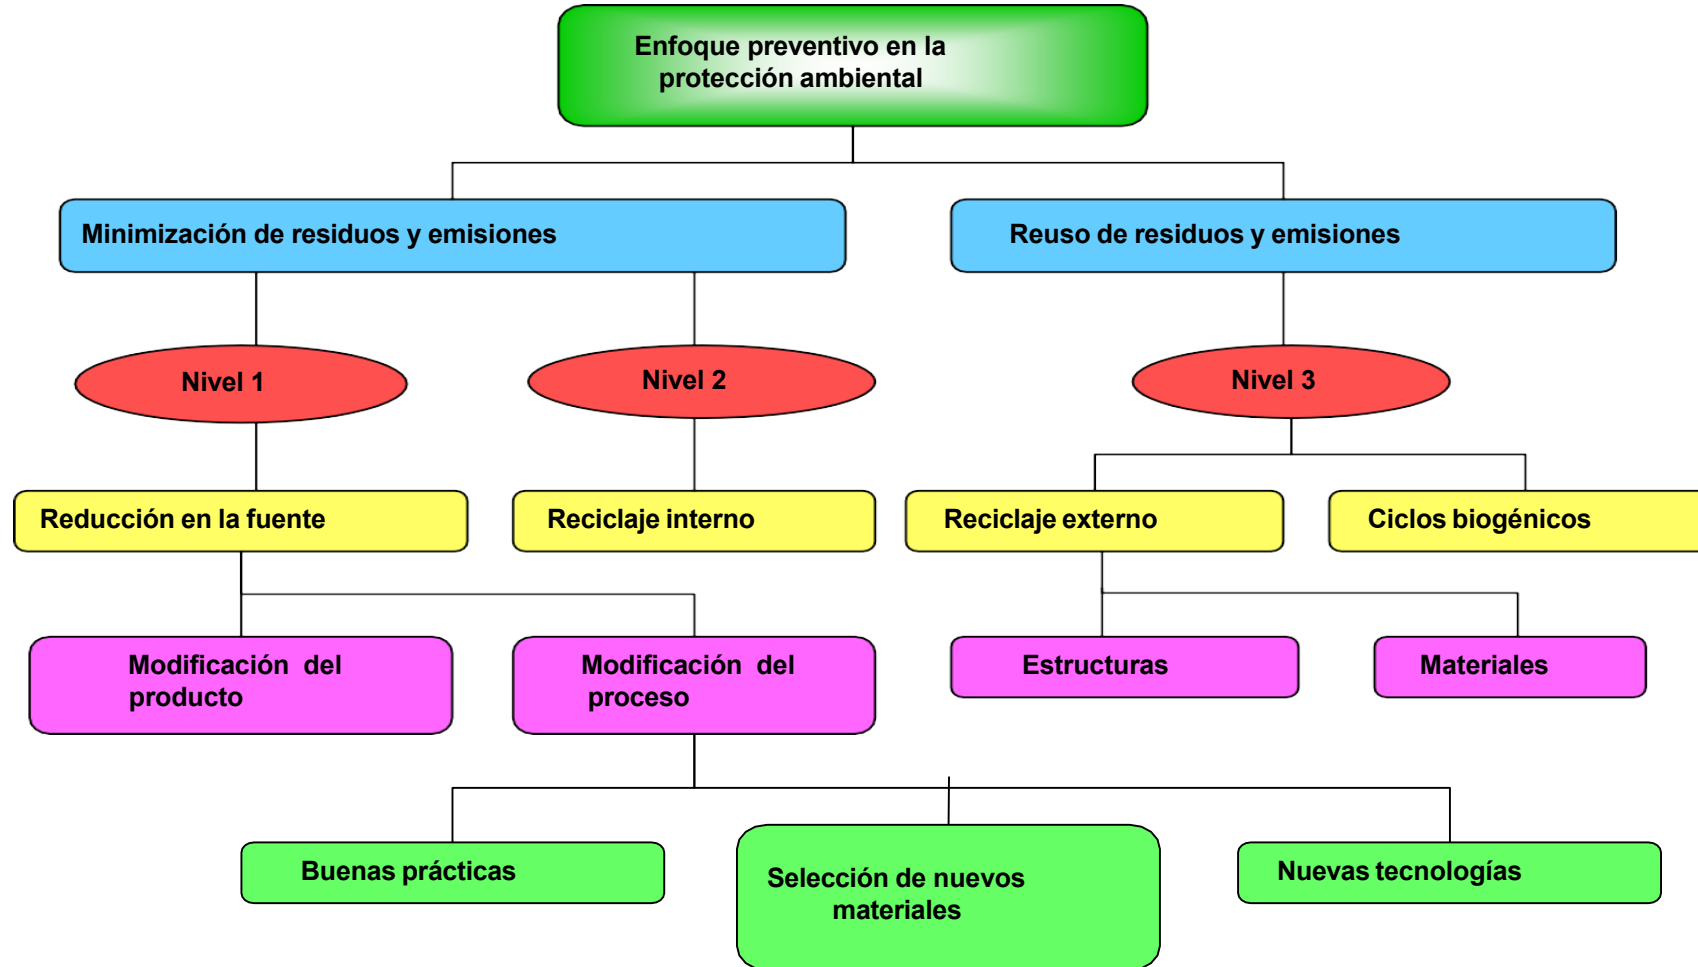 Enfoque preventivo en la
protección ambiental
Minimización de residuos y emisiones
Reuso de residuos y emisiones
Nivel 1
Nivel 2
Nivel 3
Reducción en la fuente
Reciclaje interno
Reciclaje externo
Ciclos biogénicos
Modificación del
producto
Modificación del
proceso
Estructuras
Materiales
Buenas prácticas
Selección de nuevos
materiales
Nuevas tecnologías